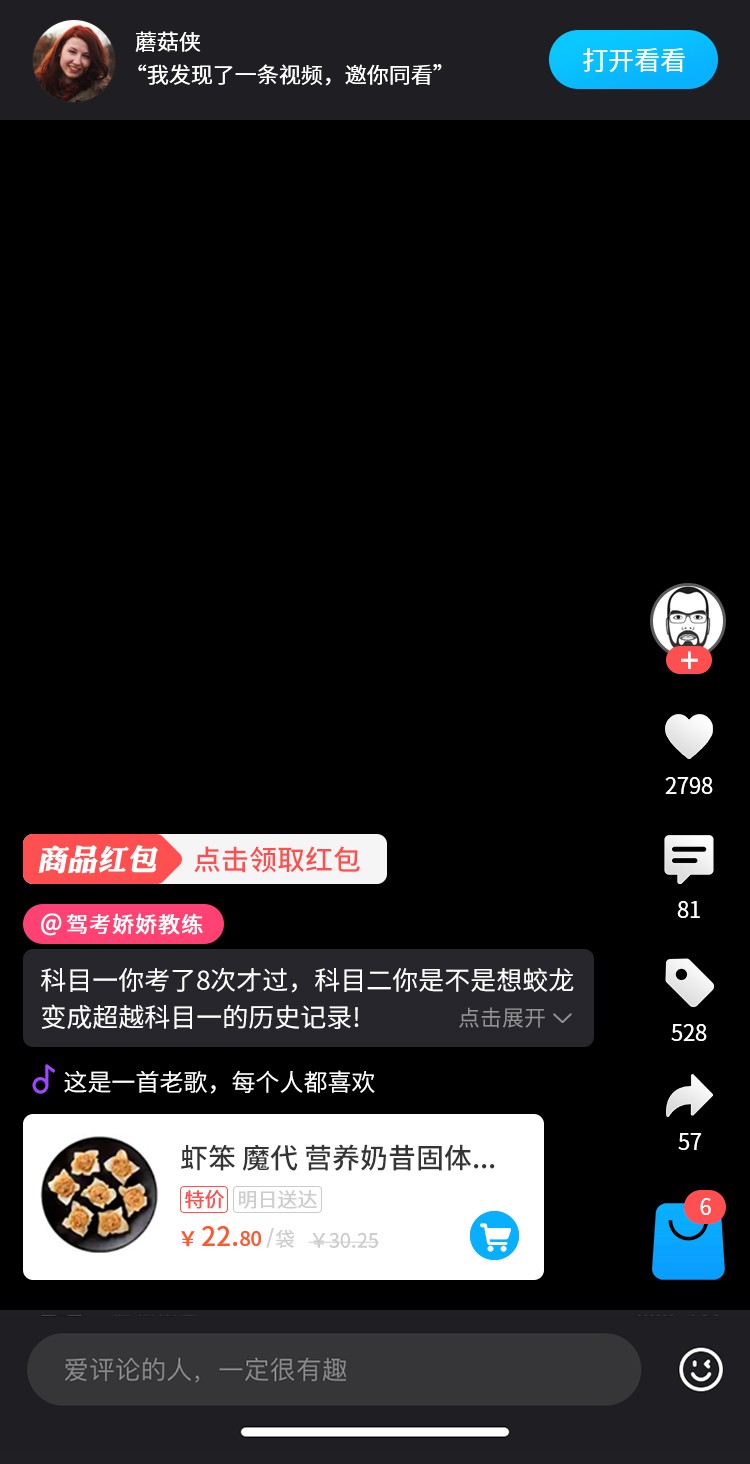 蘑菇侠
“我发现了一条视频，邀你同看”
打开看看
2798
商品红包
点击领取红包
81
@驾考娇娇教练
科目一你考了8次才过，科目二你是不是想蛟龙
变成超越科目一的历史记录!
点击展开
528
这是一首老歌，每个人都喜欢
57
虾笨 魔代 营养奶昔固体...
特价 明日送达
¥ 22.80 /袋 ¥30.25
6
爱评论的人，一定很有趣